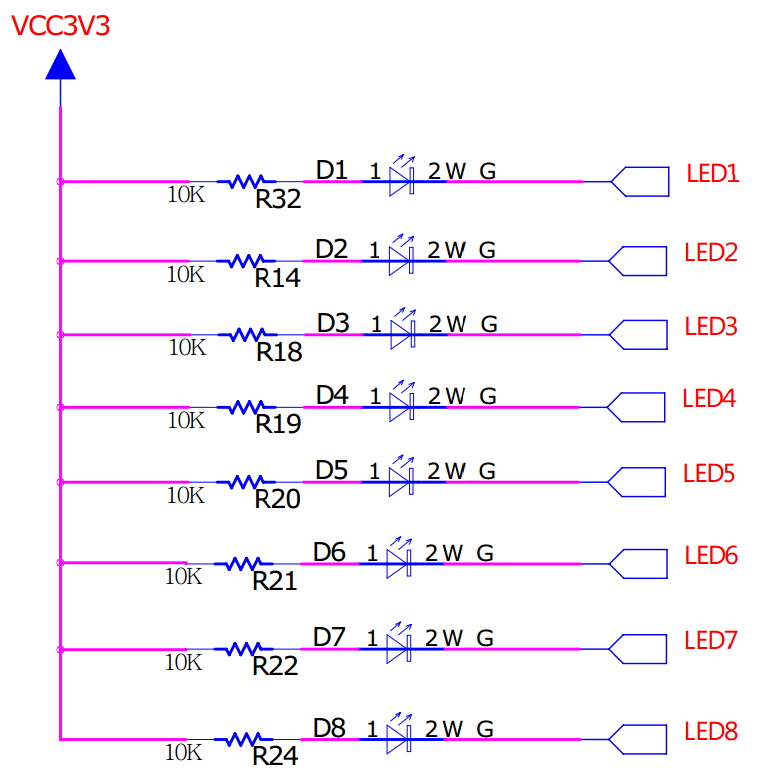 VCC3V3
D1 1 2 W G LED1
10K R32
D2 1 2 W G LED2
10K R14
D3 1 2 W G LED3
10K R18
D4 1 2 W G LED4
10K R19
D5 1 2 W G LED5
10K R20
D6 1 2 W G LED6
10K R21
D7 1 2 W G LED7
10K R22
D8 1 2 W G LED8
10K R24